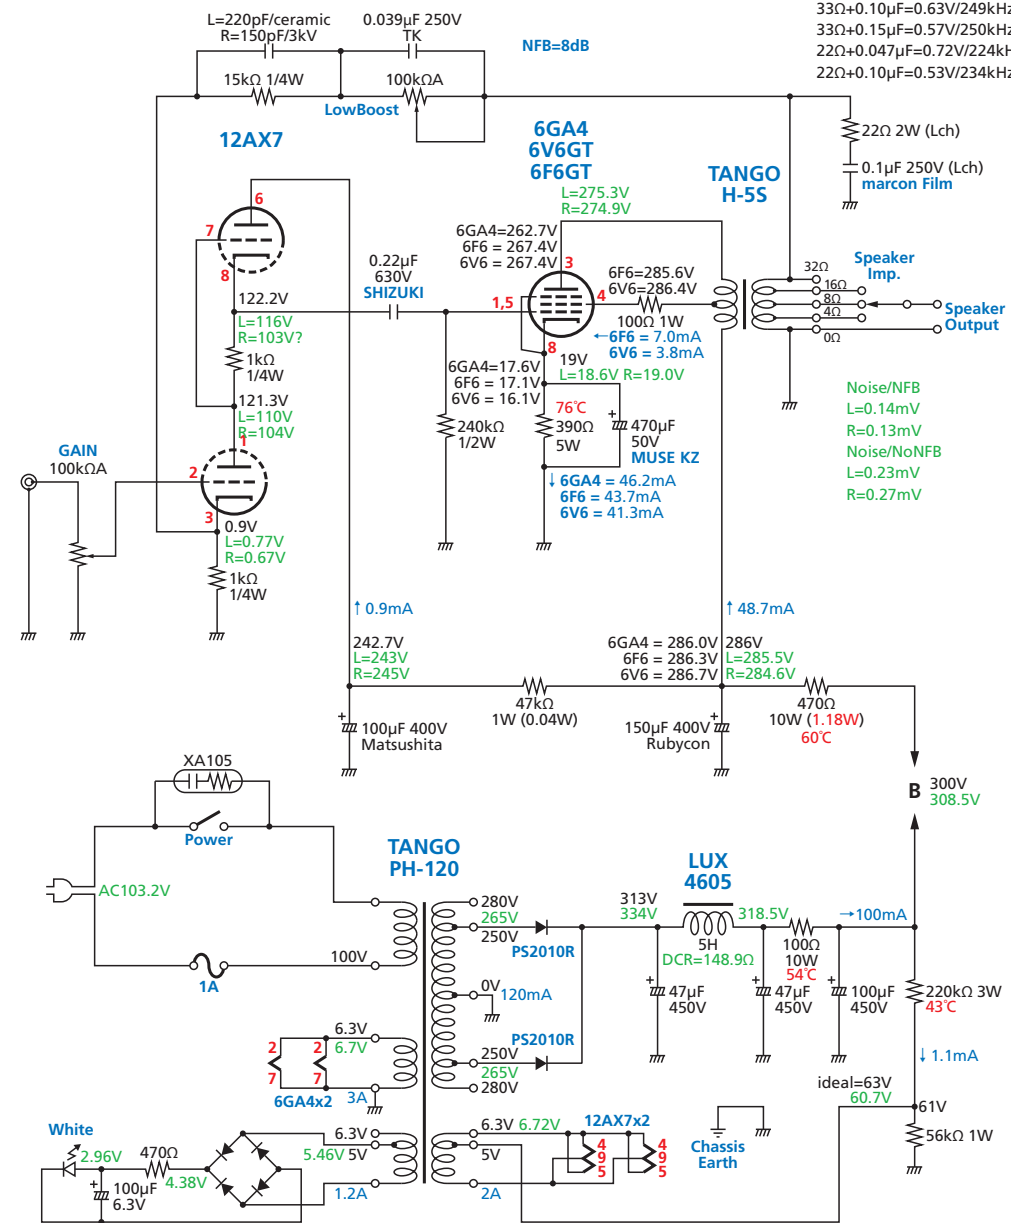 L=220pF/ceramic
R=150pF/3kV
0.039µF 250V
TK
NFB=8dB
33Ω+0.10µF=0.63V/249kHz
33Ω+0.15µF=0.57V/250kHz
22Ω+0.047µF=0.72V/224kH
22Ω+0.10µF=0.53V/234kHz
15kΩ 1/4W
100kΩA
LowBoost
12AX7
6GA4
6V6GT
6F6GT
TANGO
H-5S
22Ω 2W (Lch)
0.1µF 250V (Lch)
marcon Film
L=275.3V
R=274.9V
6
7
8
6GA4=262.7V
6F6 = 267.4V
6V6 = 267.4V
3
0.22µF
630V
SHIZUKI
1,5
4
6F6=285.6V
6V6=286.4V
100Ω 1W
←6F6 = 7.0mA
6V6 = 3.8mA
32Ω
16Ω
8Ω
4Ω
0Ω
Speaker
Imp.
Speaker
Output
122.2V
L=116V
R=103V?
1kΩ
1/4W
8
19V
L=18.6V R=19.0V
6GA4=17.6V
6F6 = 17.1V
6V6 = 16.1V
121.3V
L=110V
R=104V
1
76℃
390Ω
5W
470µF
50V
MUSE KZ
240kΩ
1/2W
Noise/NFB
L=0.14mV
R=0.13mV
Noise/NoNFB
L=0.23mV
R=0.27mV
GAIN
100kΩA
2
3
↓ 6GA4 = 46.2mA
6F6 = 43.7mA
6V6 = 41.3mA
0.9V
L=0.77V
R=0.67V
1kΩ
1/4W
↑ 0.9mA
↑ 48.7mA
242.7V
L=243V
R=245V
6GA4 = 286.0V
6F6 = 286.3V
6V6 = 286.7V
286V
L=285.5V
R=284.6V
47kΩ
1W (0.04W)
470Ω
10W (1.18W)
60℃
+
100µF 400V
Matsushita
150µF 400V
Rubycon
+
B
300V
308.5V
XA105
Power
TANGO
PH-120
LUX
4605
AC103.2V
280V
265V
250V
313V
334V
318.5V
→100mA
PS2010R
5H
DCR=148.9Ω
100Ω
10W
54℃
100V
1A
0V
120mA
+
47µF
450V
+
47µF
450V
+
100µF
450V
220kΩ 3W
43℃
PS2010R
250V
265V
280V
6.3V
6.7V
2
7
2
7
6GA4x2
3A
↓ 1.1mA
ideal=63V
60.7V
61V
56kΩ 1W
White
2.96V
470Ω
4.38V
+
100µF
6.3V
6.3V
5.46V 5V
1.2A
6.3V 6.72V
5V
2A
12AX7x2
4
9
5
4
9
5
Chassis
Earth